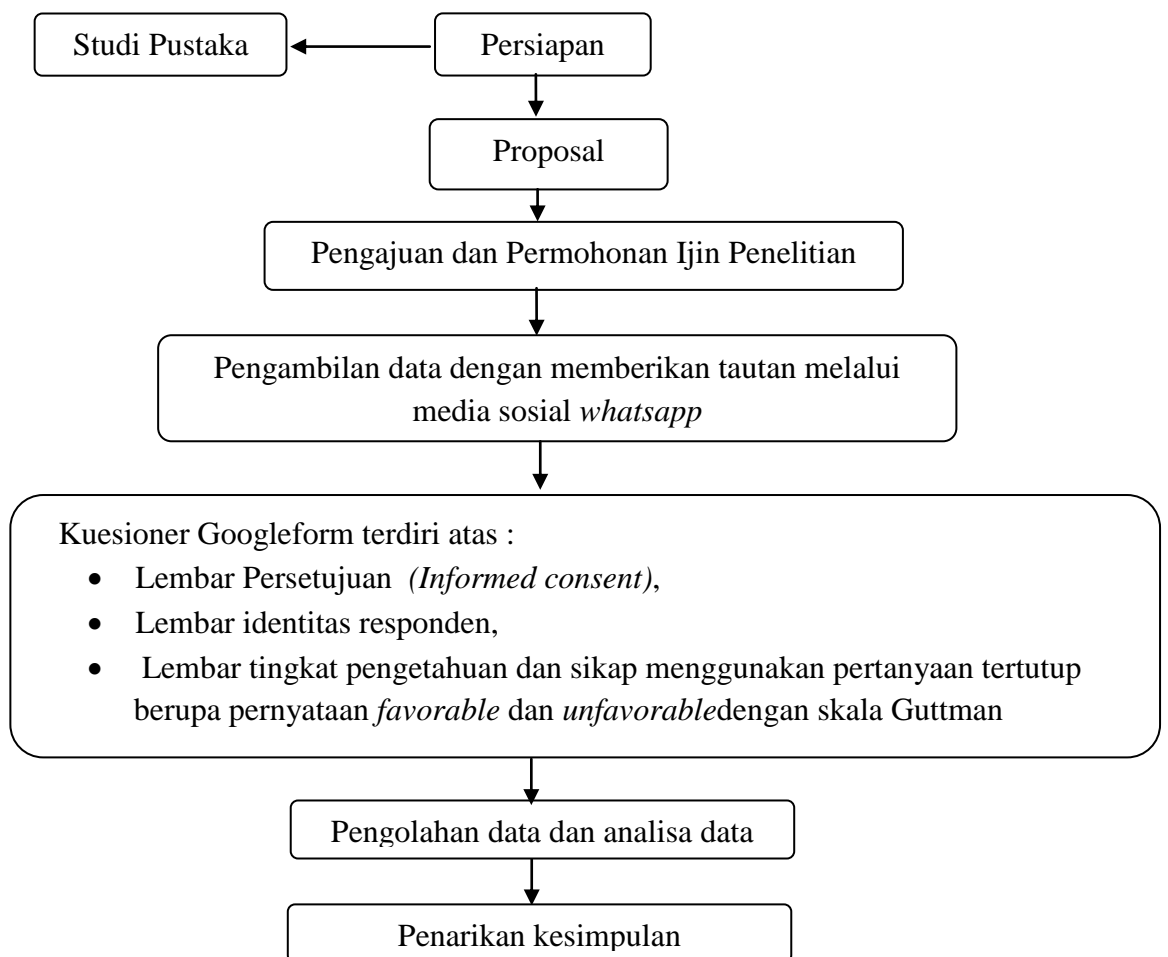 Studi Pustaka
Persiapan
Proposal
Pengajuan dan Permohonan Ijin Penelitian
Pengambilan data dengan memberikan tautan melalui
media sosial whatsapp
Kuesioner Googleform terdiri atas :
• Lembar Persetujuan (Informed consent),
• Lembar identitas responden,
• Lembar tingkat pengetahuan dan sikap menggunakan pertanyaan tertutup
berupa pernyataan favorable dan unfavorabledengan skala Guttman
Pengolahan data dan analisa data
Penarikan kesimpulan